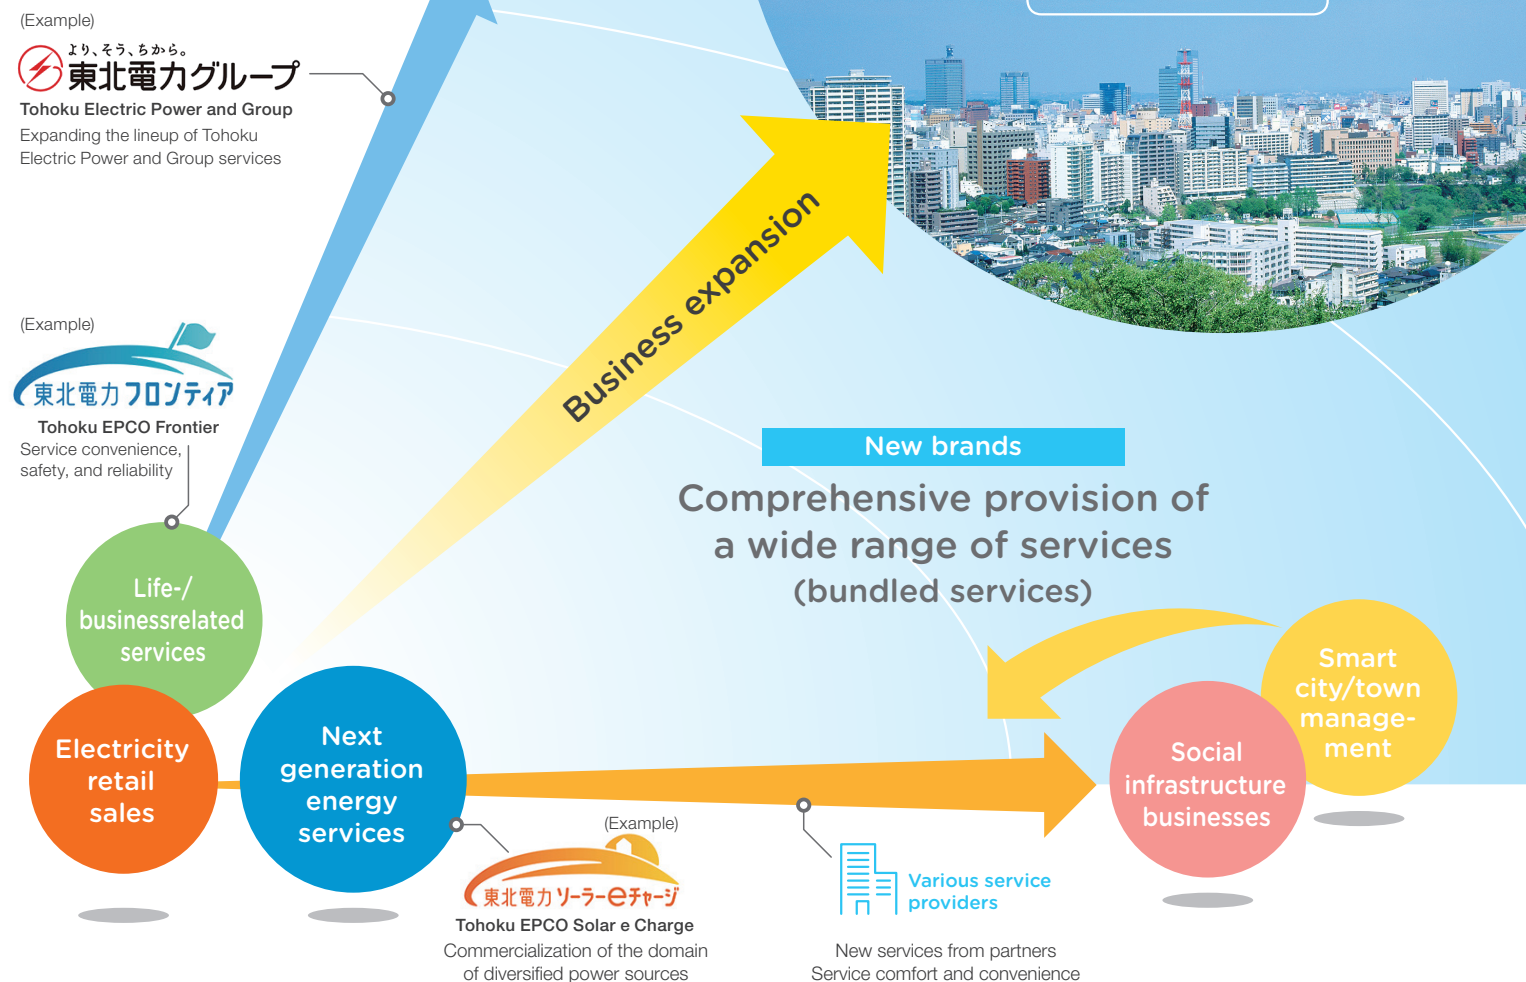 (Example)
より、そう、ちから。
東北電力グループ
Tohoku Electric Power and Group
Expanding the lineup of Tohoku
Electric Power and Group services
Business expansion
(Example)
東北電力 フロンティア
Tohoku EPCO Frontier
Service convenience,
safety, and reliability
New brands
Comprehensive provision of
a wide range of services
(bundled services)
Life-/
businessrelated
services
Electricity
retail
sales
Next
generation
energy
services
Smart
city/town
manage-
ment
Social
infrastructure
businesses
(Example)
東北電力 ソーラーeチャージ
Tohoku EPCO Solar e Charge
Commercialization of the domain
of diversified power sources
Various service
providers
New services from partners
Service comfort and convenience